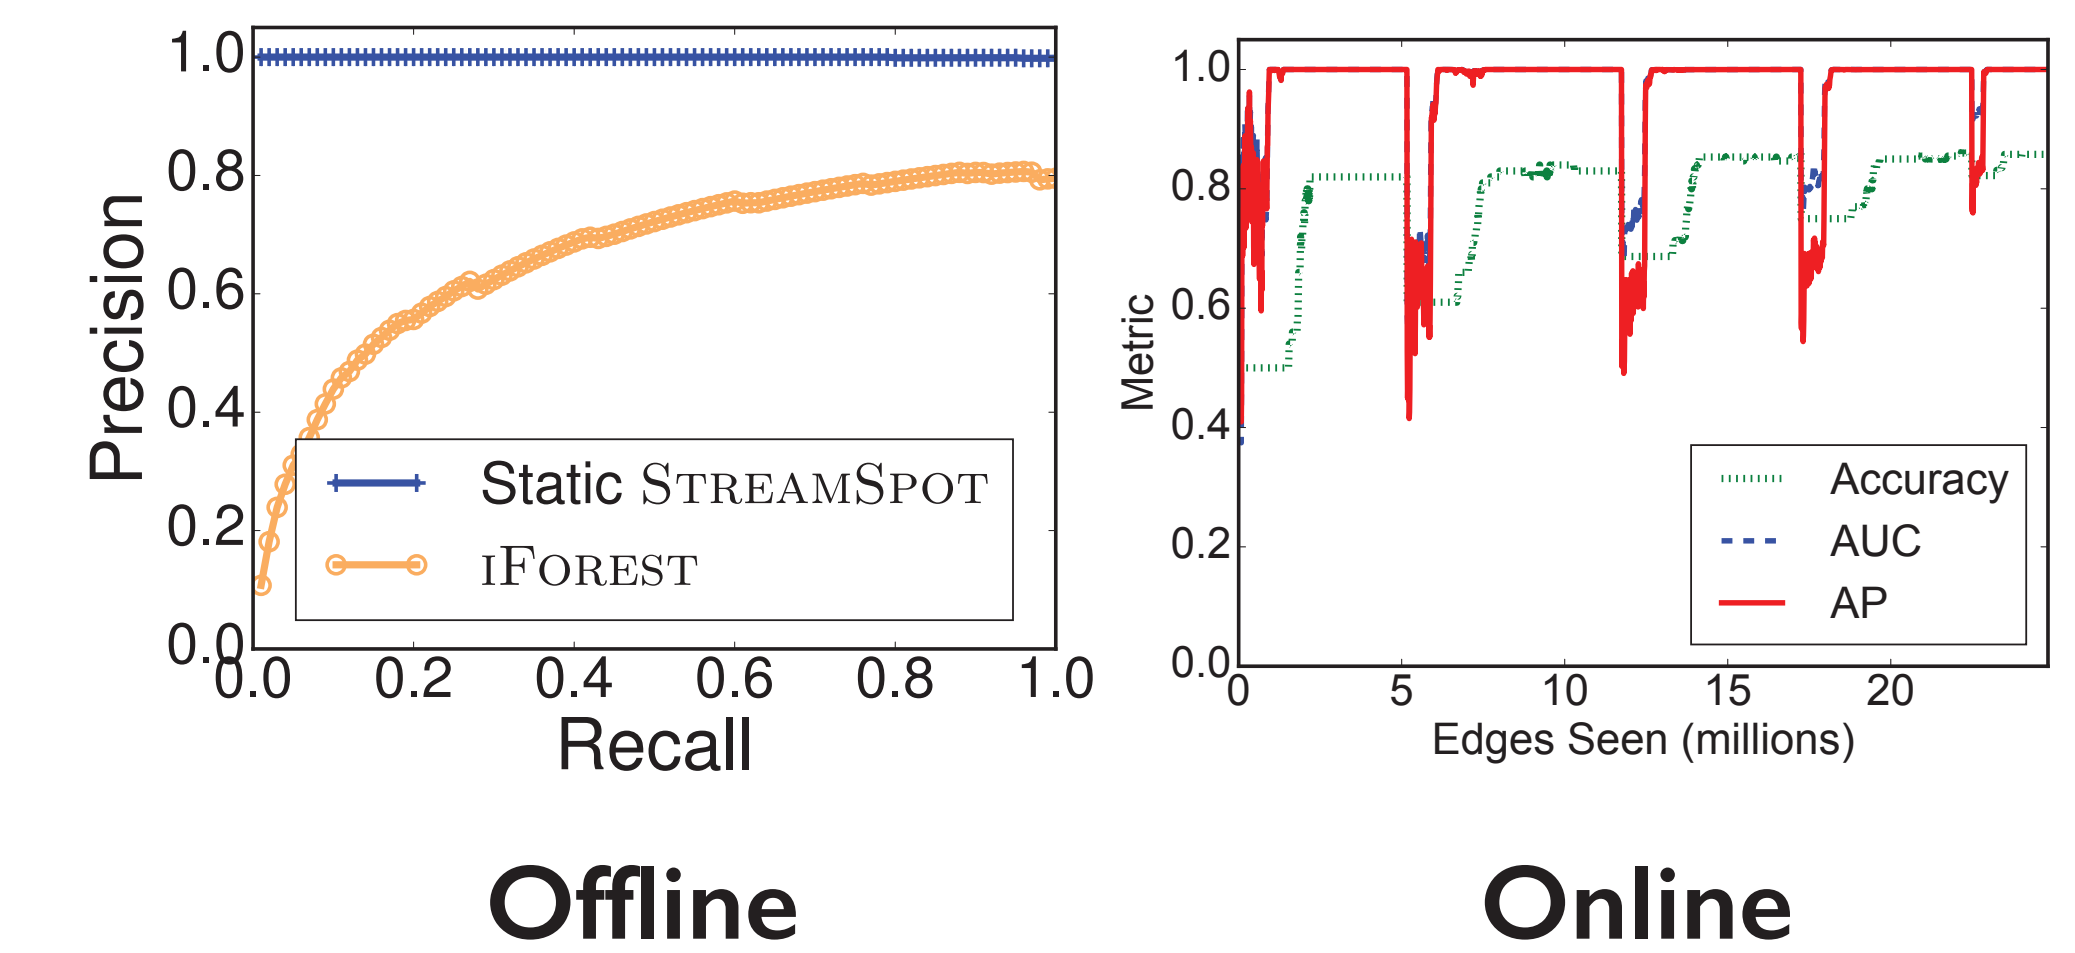 1.0
0.8
0.6
0.4
0.2
0.0
Precision
Static STREAMSPOT
IFOREST
0.0 0.2 0.4 0.6 0.8 1.0
Recall
Offline
1.0
0.8
0.6
0.4
0.2
0.0
Metric
Accuracy
AUC
AP
0 5 10 15 20
Edges Seen (millions)
Online